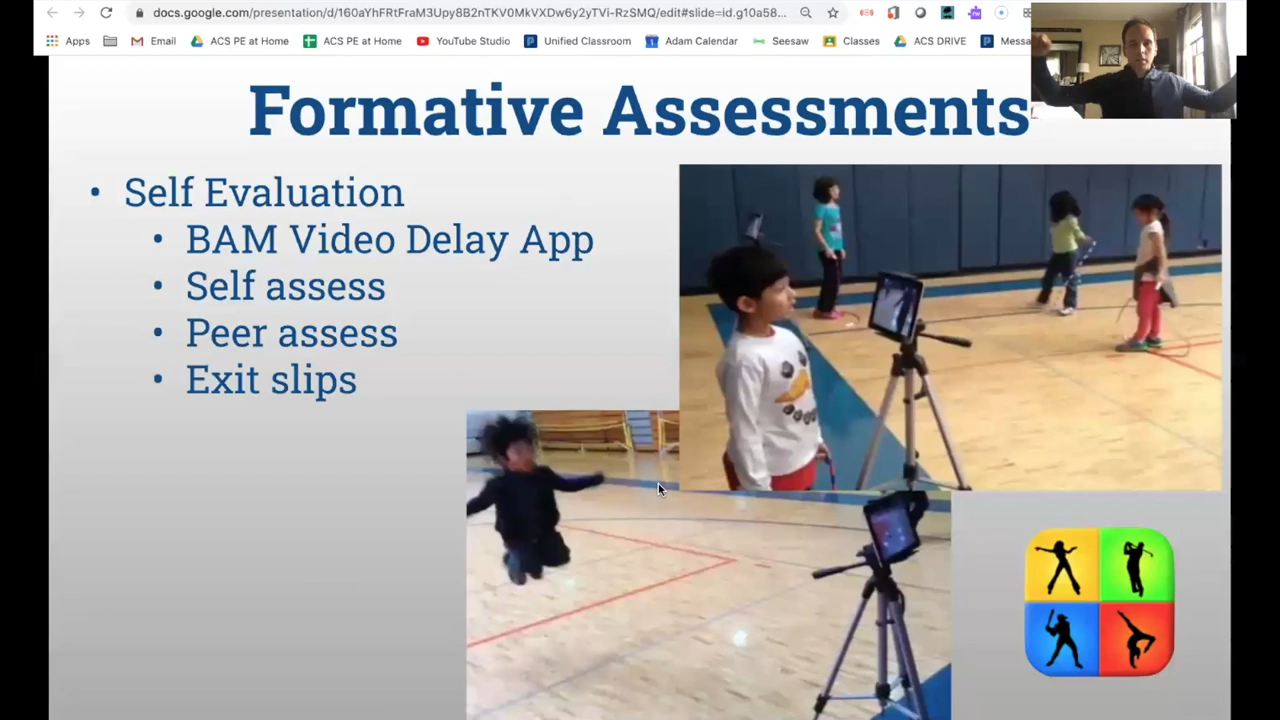 docs.google.com/presentation/d/160aYhFRtFraM3Upy8B2nTKV0MkVXDw6y2yTVi-RzSMQ/edit#slide=id.g10a58...
Apps Email ACS PE at Home ACS PE at Home YouTube Studio Unified Classroom Adam Calendar Seesaw Classes ACS DRIVE Messa
Formative Assessments
• Self Evaluation
• BAM Video Delay App
• Self assess
• Peer assess
• Exit slips